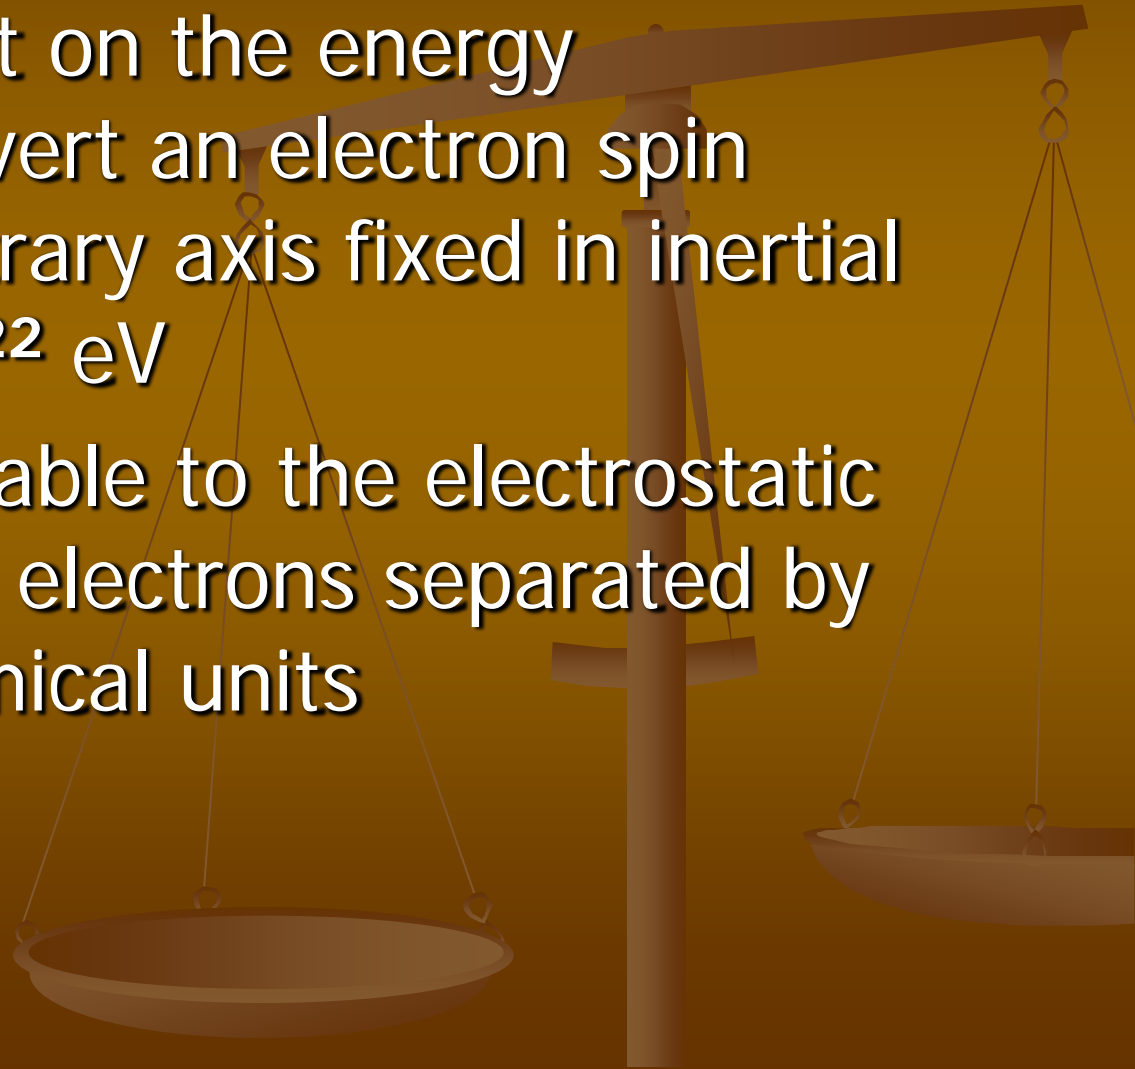 t on the energy
vert an electron spin
rary axis fixed in inertial
²² eV
able to the electrostatic
electrons separated by
nical units